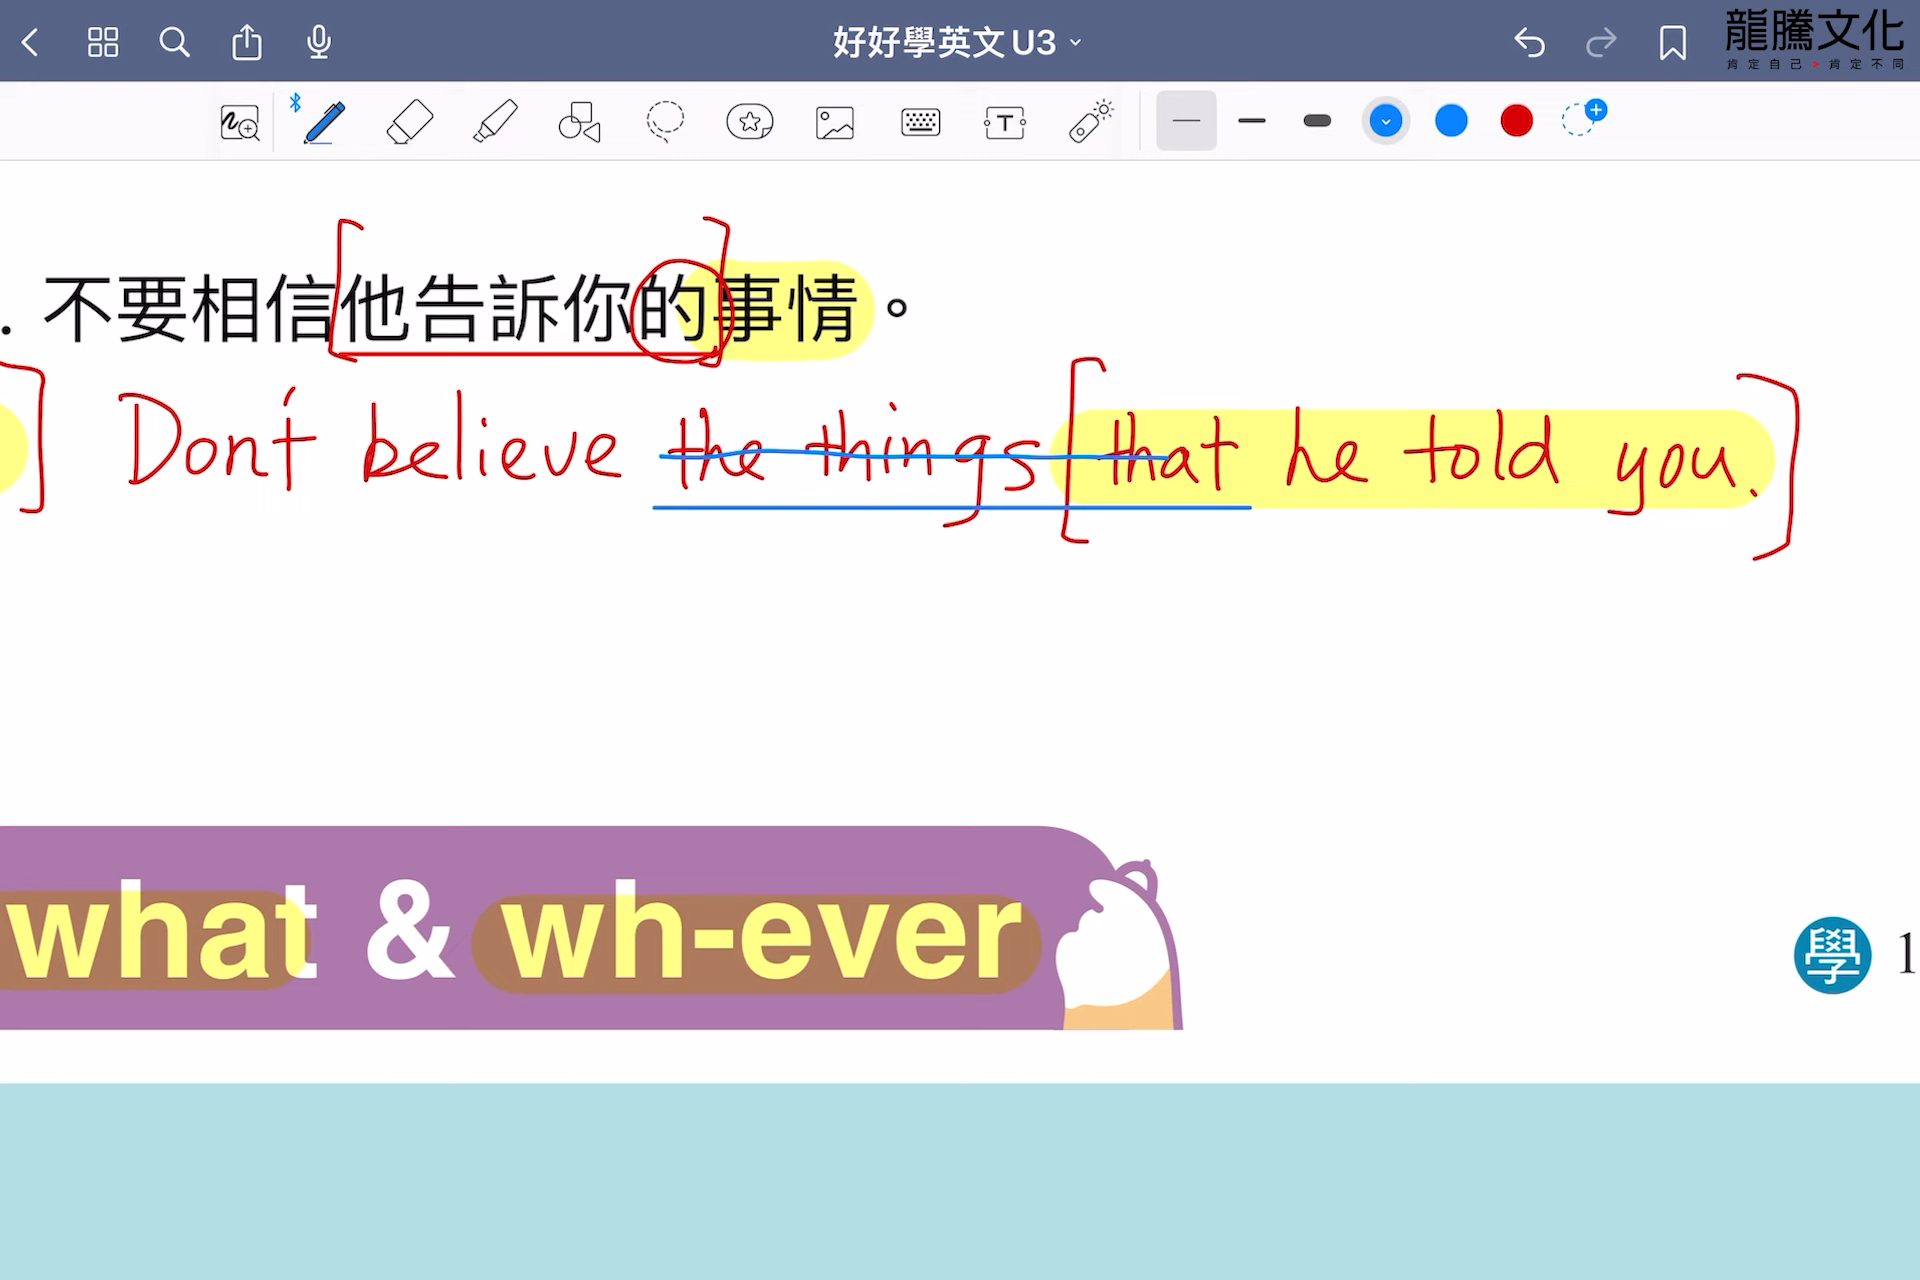 好好學英文 U3
龍騰文化
肯定自己 肯定不同
. 不要相信他告訴你的事情。
Don't believe the things that he told you.
what & wh-ever
學 1